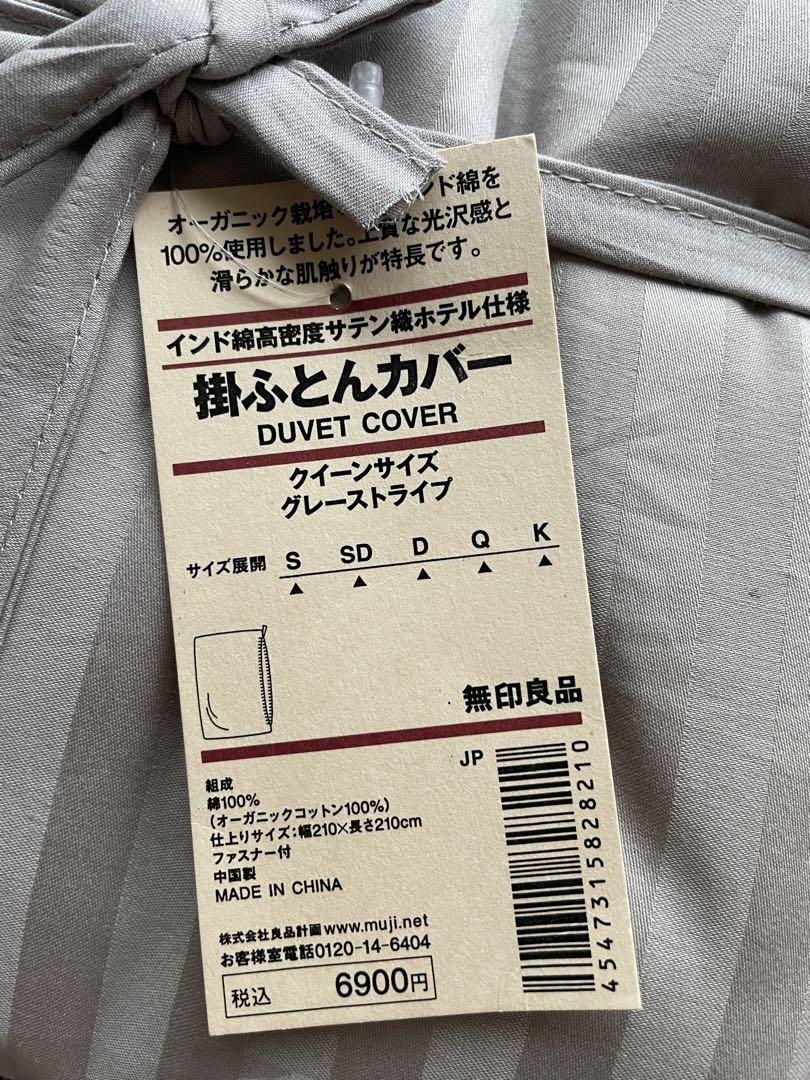 オーガニック栽培 ンド綿を
100%使用しました。上質な光沢感と
滑らかな肌触りが特長です。
インド綿高密度サテン織ホテル仕様
掛ふとんカバー
DUVET COVER
クイーンサイズ
グレーストライプ
サイズ展開 S SD D Q K
無印良品
JP
組成
綿100%
(オーガニックコットン100%)
仕上りサイズ:幅210×長さ210cm
ファスナー付
中国製
MADE IN CHINA
株式会社良品計画 www.muji.net
お客様室電話0120-14-6404
税込 6900円
4547315828210